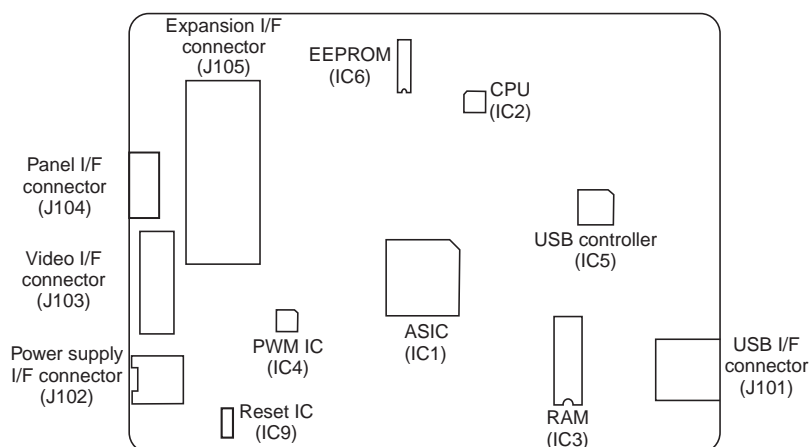 Expansion I/F
connector
(J105)
EEPROM
(IC6)
CPU
(IC2)
Panel I/F
connector
(J104)
USB controller
(IC5)
Video I/F
connector
(J103)
ASIC
(IC1)
PWM IC
(IC4)
Power supply
I/F connector
(J102)
USB I/F
connector
(J101)
Reset IC
(IC9)
RAM
(IC3)